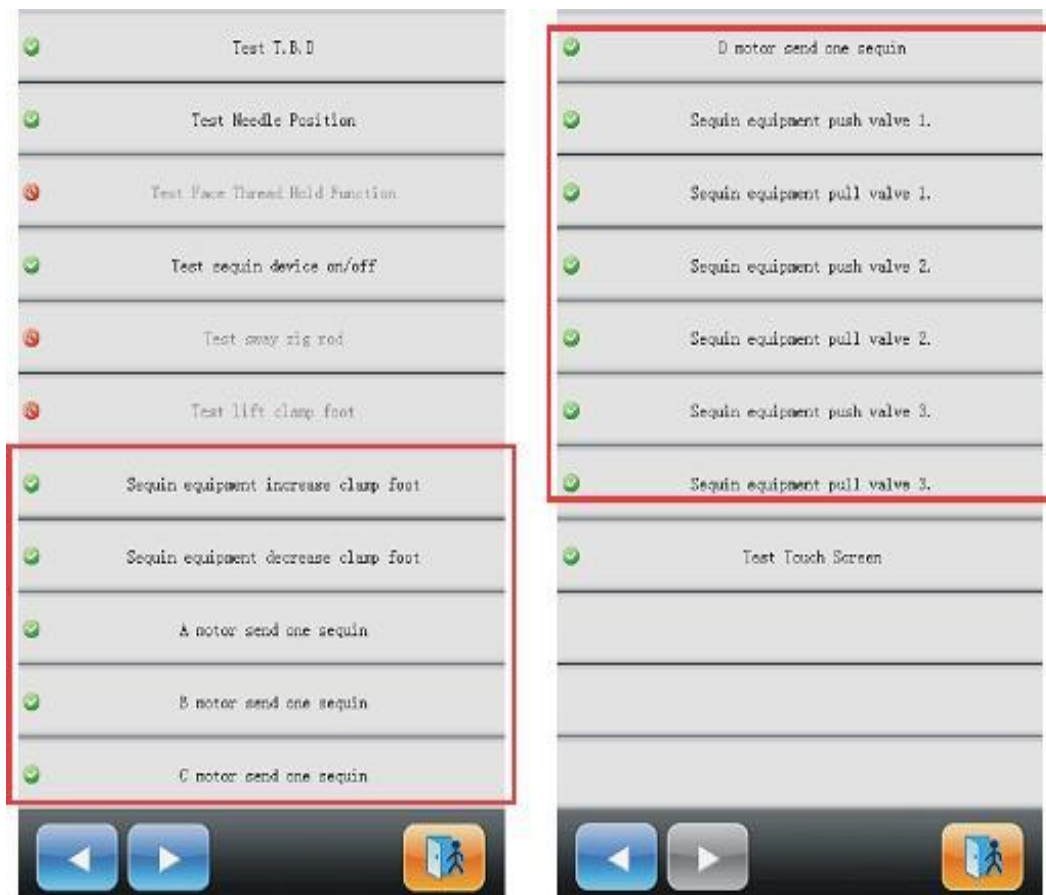 Test T.B.D
Test Needle Position
Test Face Thread Hold Function
Test sequin device on/off
Test sway zig rod
Test lift clamp foot
Sequin equipment increase clamp foot
Sequin equipment decrease clamp foot
A motor send one sequin
B motor send one sequin
C motor send one sequin
D motor send one sequin
Sequin equipment push valve 1.
Sequin equipment pull valve 1.
Sequin equipment push valve 2.
Sequin equipment pull valve 2.
Sequin equipment push valve 3.
Sequin equipment pull valve 3.
Test Touch Screen